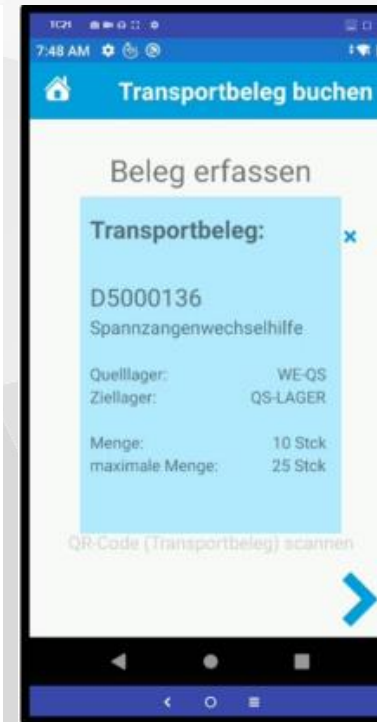 TC21
7:48 AM
Transportbeleg buchen
Beleg erfassen
Transportbeleg:
D5000136
Spannzangenwechselhilfe
Quelllager: WE-QS
Ziellager: QS-LAGER
Menge: 10 Stck
maximale Menge: 25 Stck
QR-Code (Transportbeleg) scannen